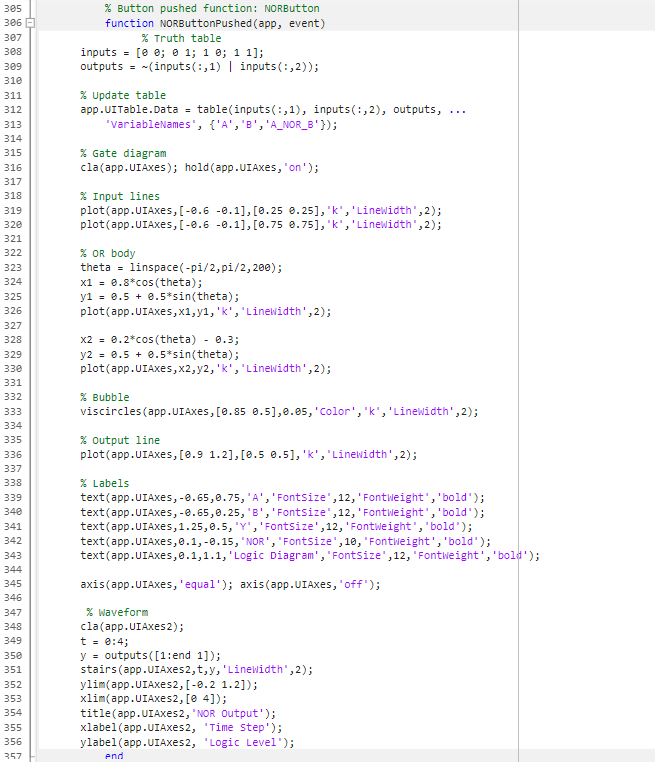 305 % Button pushed function: NORButton
306 function NORButtonPushed(app, event)
307 % Truth table
308 inputs = [0 0; 0 1; 1 0; 1 1];
309 outputs = ~(inputs(:,1) | inputs(:,2));
310
311 % Update table
312 app.UITable.Data = table(inputs(:,1), inputs(:,2), outputs, ...
313 'VariableNames', {'A','B','A_NOR_B'});
314
315 % Gate diagram
316 cla(app.UIAxes); hold(app.UIAxes,'on');
317
318 % Input lines
319 plot(app.UIAxes,[-0.6 -0.1],[0.25 0.25],'k','LineWidth',2);
320 plot(app.UIAxes,[-0.6 -0.1],[0.75 0.75],'k','LineWidth',2);
321
322 % OR body
323 theta = linspace(-pi/2,pi/2,200);
324 x1 = 0.8*cos(theta);
325 y1 = 0.5 + 0.5*sin(theta);
326 plot(app.UIAxes,x1,y1,'k','LineWidth',2);
327
328 x2 = 0.2*cos(theta) - 0.3;
329 y2 = 0.5 + 0.5*sin(theta);
330 plot(app.UIAxes,x2,y2,'k','LineWidth',2);
331
332 % Bubble
333 viscircles(app.UIAxes,[0.85 0.5],0.05,'Color','k','LineWidth',2);
334
335 % Output line
336 plot(app.UIAxes,[0.9 1.2],[0.5 0.5],'k','LineWidth',2);
337
338 % Labels
339 text(app.UIAxes,-0.65,0.75,'A','FontSize',12,'FontWeight','bold');
340 text(app.UIAxes,-0.65,0.25,'B','FontSize',12,'FontWeight','bold');
341 text(app.UIAxes,1.25,0.5,'Y','FontSize',12,'FontWeight','bold');
342 text(app.UIAxes,0.1,-0.15,'NOR','FontSize',10,'FontWeight','bold');
343 text(app.UIAxes,0.1,1.1,'Logic Diagram','FontSize',12,'FontWeight','bold');
344
345 axis(app.UIAxes,'equal'); axis(app.UIAxes,'off');
346
347 % Waveform
348 cla(app.UIAxes2);
349 t = 0:4;
350 y = outputs([1:end 1]);
351 stairs(app.UIAxes2,t,y,'LineWidth',2);
352 ylim(app.UIAxes2,[-0.2 1.2]);
353 xlim(app.UIAxes2,[0 4]);
354 title(app.UIAxes2,'NOR Output');
355 xlabel(app.UIAxes2, 'Time Step');
356 ylabel(app.UIAxes2, 'Logic Level');
357 end